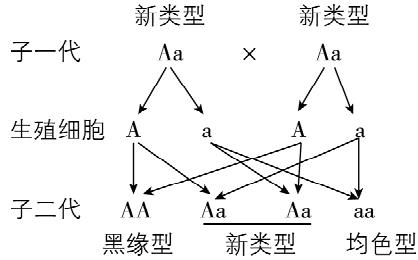 新类型 新类型
子一代 Aa × Aa
生殖细胞 A a A a
子二代 AA Aa Aa aa
黑缘型 新类型 均色型